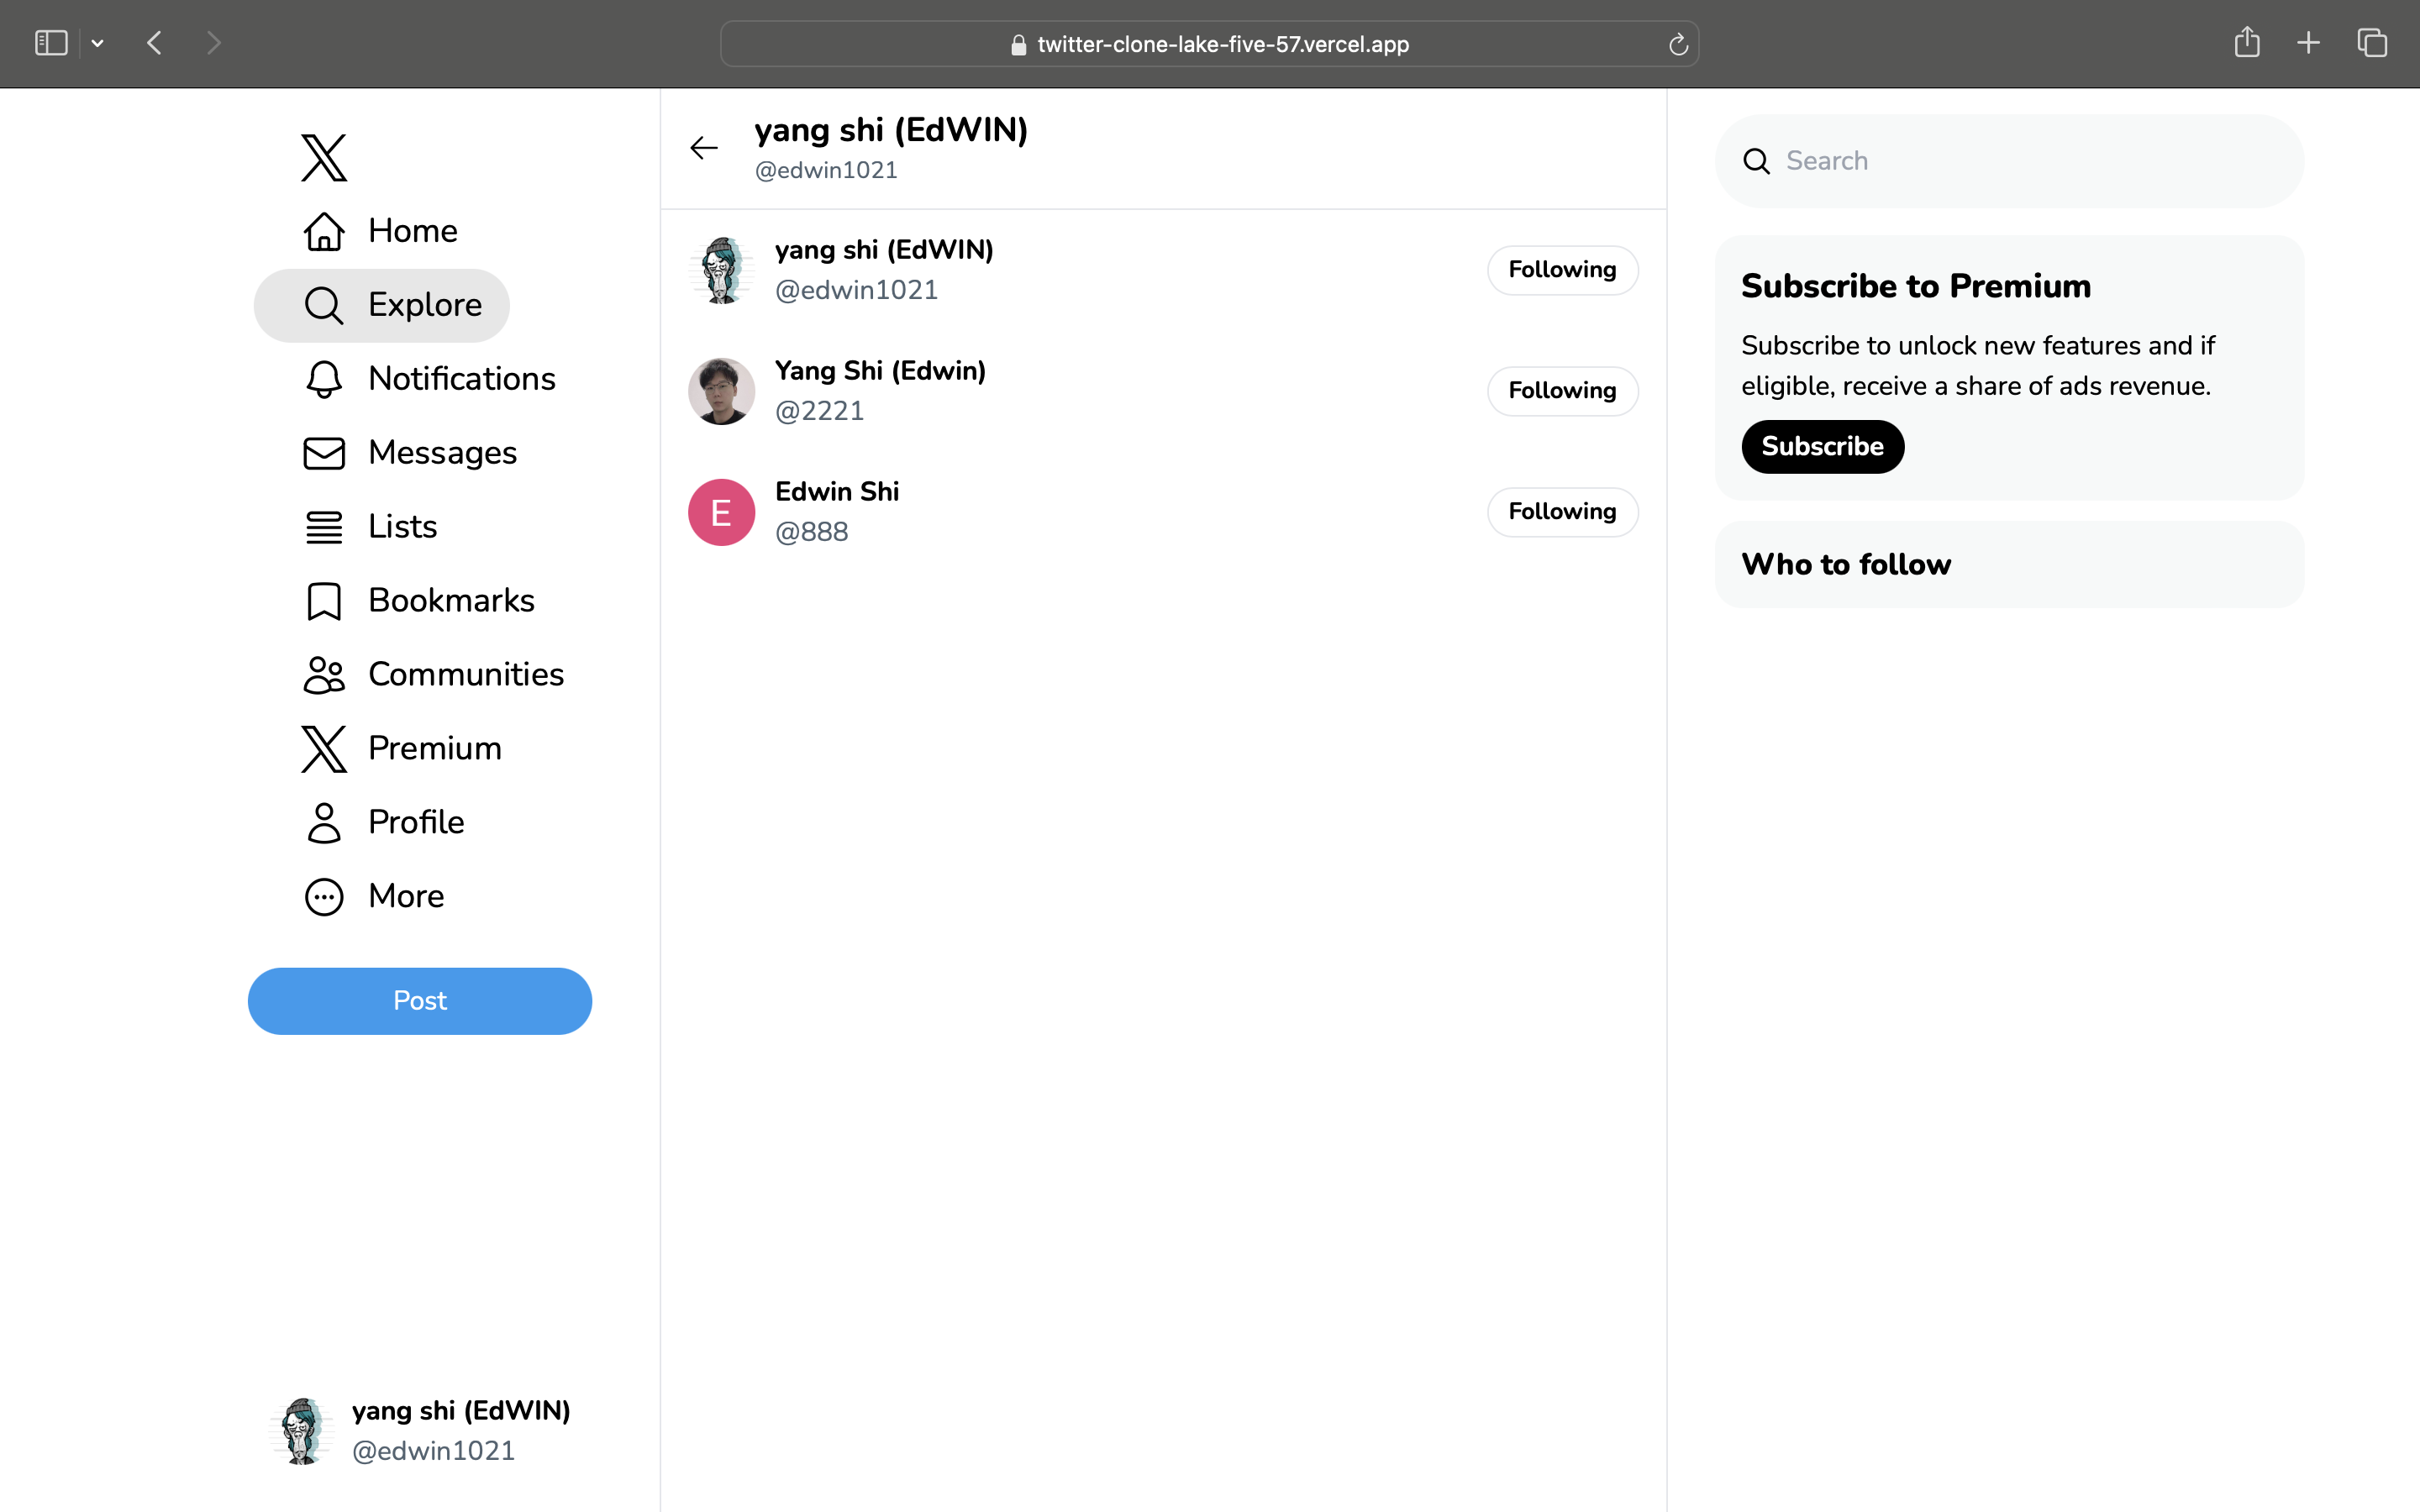 twitter-clone-lake-five-57.vercel.app
Home
Explore
Notifications
Messages
Lists
Bookmarks
Communities
Premium
Profile
More
Post
yang shi (EdWIN)
@edwin1021
yang shi (EdWIN)
@edwin1021
yang shi (EdWIN)
@edwin1021
Following
Yang Shi (Edwin)
@2221
Following
E
Edwin Shi
@888
Following
Search
Subscribe to Premium
Subscribe to unlock new features and if
eligible, receive a share of ads revenue.
Subscribe
Who to follow